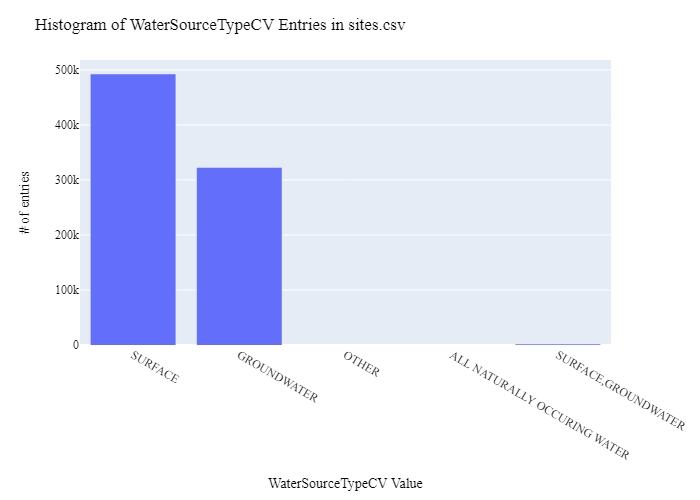 Histogram of WaterSourceTypeCV Entries in sites.csv
500k
400k
300k
200k
100k
0
# of entries
SURFACE
GROUNDWATER
OTHER
ALL NATURALLY OCCURING WATER
SURFACE,GROUNDWATER
WaterSourceTypeCV Value